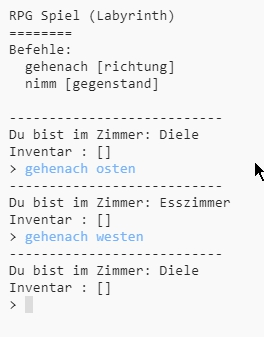 RPG Spiel (Labyrinth)
========
Befehle:
  gehenach [richtung]
  nimm [gegenstand]

---------------------------
Du bist im Zimmer: Diele
Inventar : []
> gehenach osten
---------------------------
Du bist im Zimmer: Esszimmer
Inventar : []
> gehenach westen
---------------------------
Du bist im Zimmer: Diele
Inventar : []
>